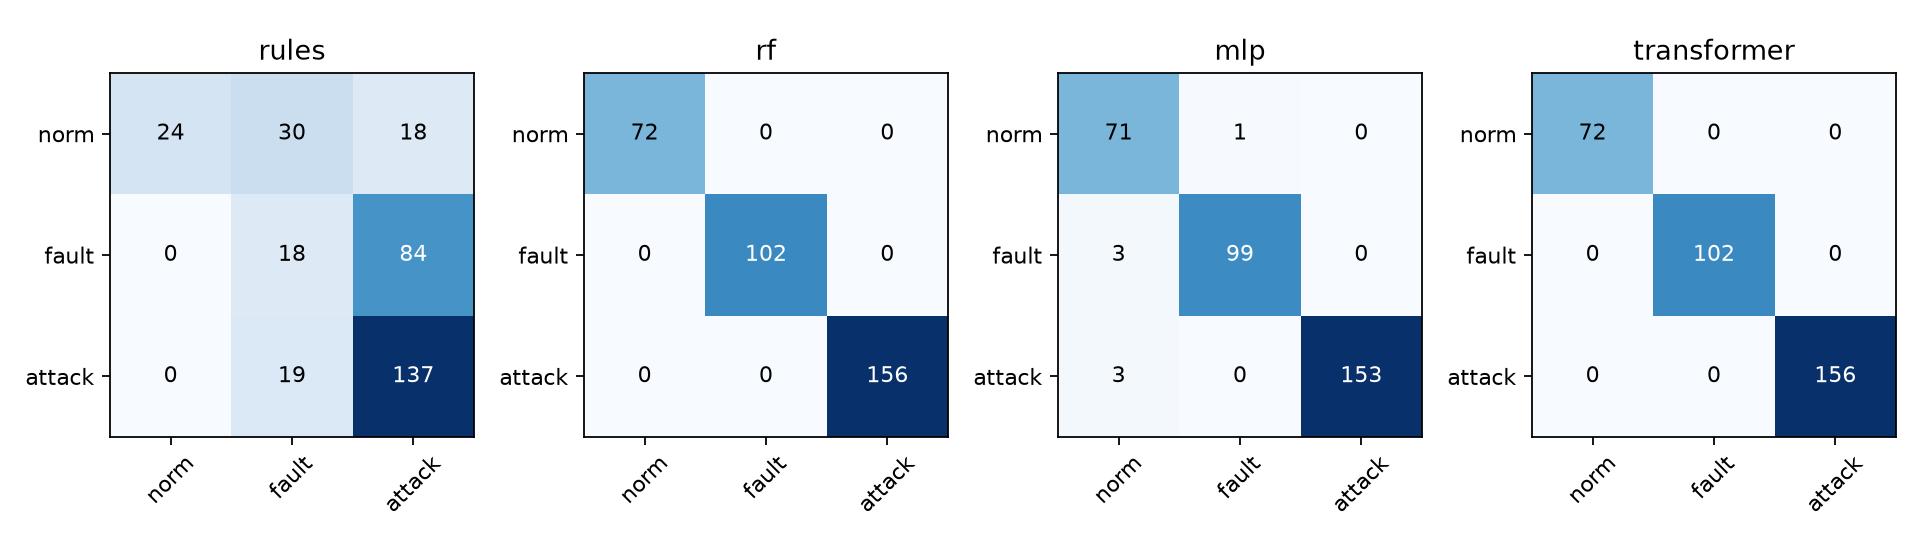 rules
norm 24 30 18
fault 0 18 84
attack 0 19 137
norm fault attack
rf
norm 72 0 0
fault 0 102 0
attack 0 0 156
norm fault attack
mlp
norm 71 1 0
fault 3 99 0
attack 3 0 153
norm fault attack
transformer
norm 72 0 0
fault 0 102 0
attack 0 0 156
norm fault attack